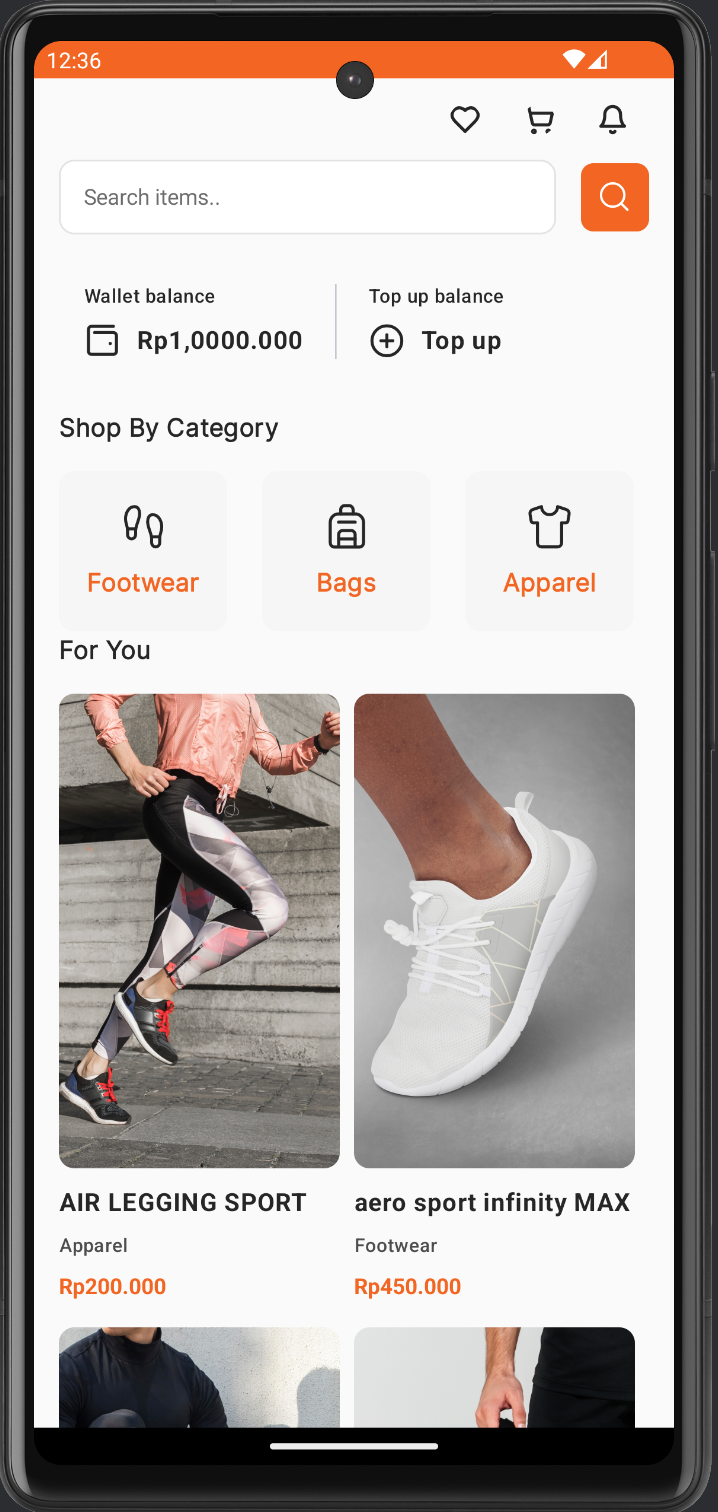 12:36
Search items..
Wallet balance
Top up balance
Rp1,0000.000
Top up
Shop By Category
Footwear
Bags
Apparel
For You
AIR LEGGING SPORT
aero sport infinity MAX
Apparel
Footwear
Rp200.000
Rp450.000